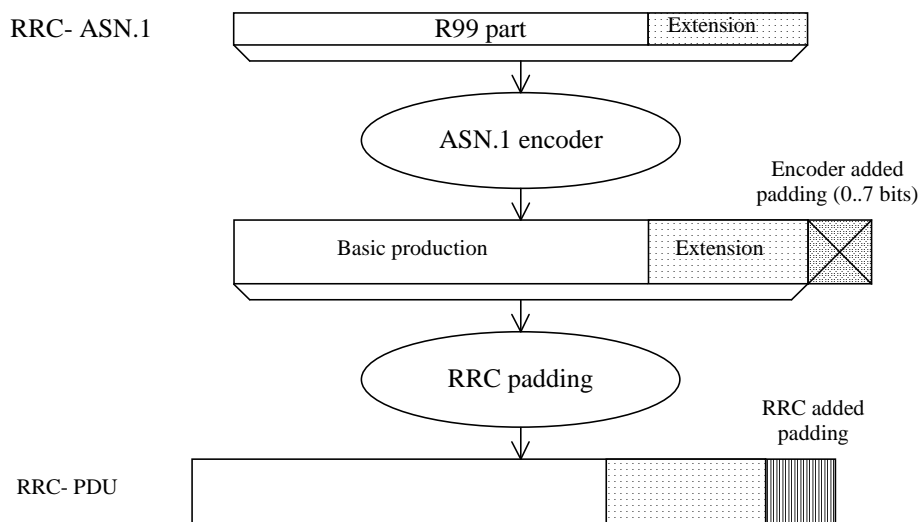 RRC- ASN.1
R99 part
Extension
ASN.1 encoder
Encoder added
padding (0..7 bits)
Basic production
Extension
RRC padding
RRC added
padding
RRC- PDU